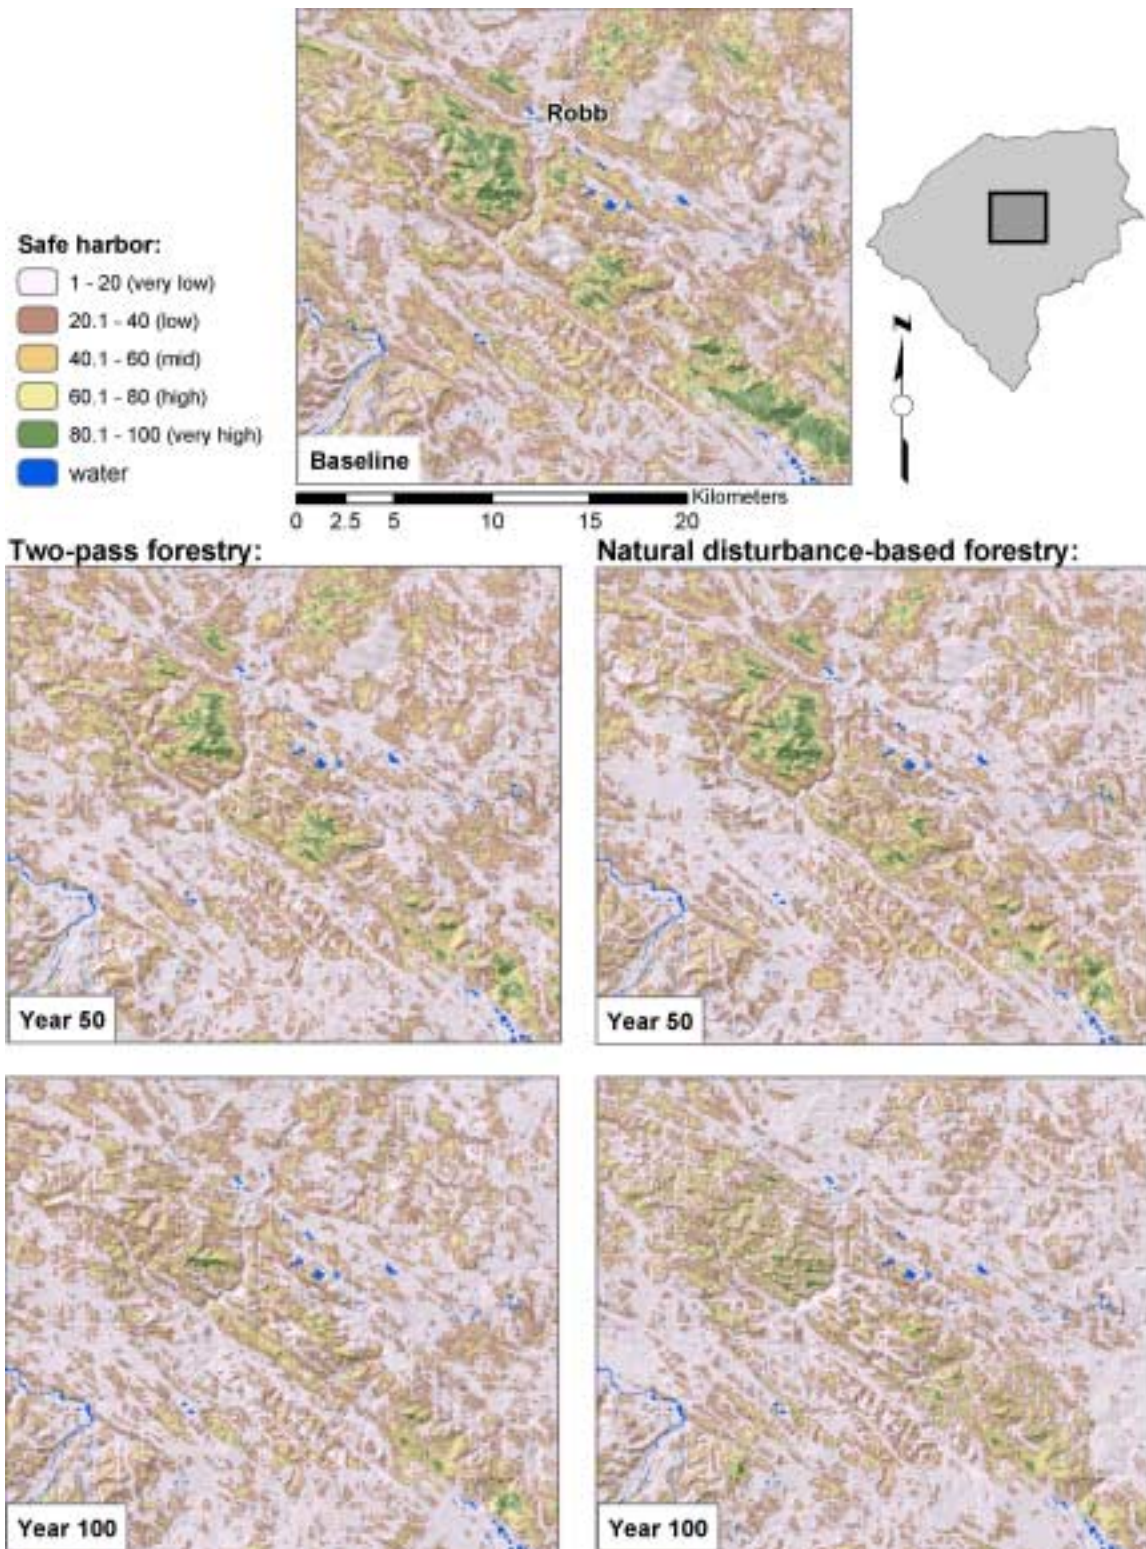 Robb
Safe harbor:
1 - 20 (very low)
20.1 - 40 (low)
40.1 - 60 (mid)
60.1 - 80 (high)
80.1 - 100 (very high)
water
Baseline
N
Kilometers
0 2.5 5 10 15 20
Two-pass forestry:
Natural disturbance-based forestry:
Year 50
Year 50
Year 100
Year 100